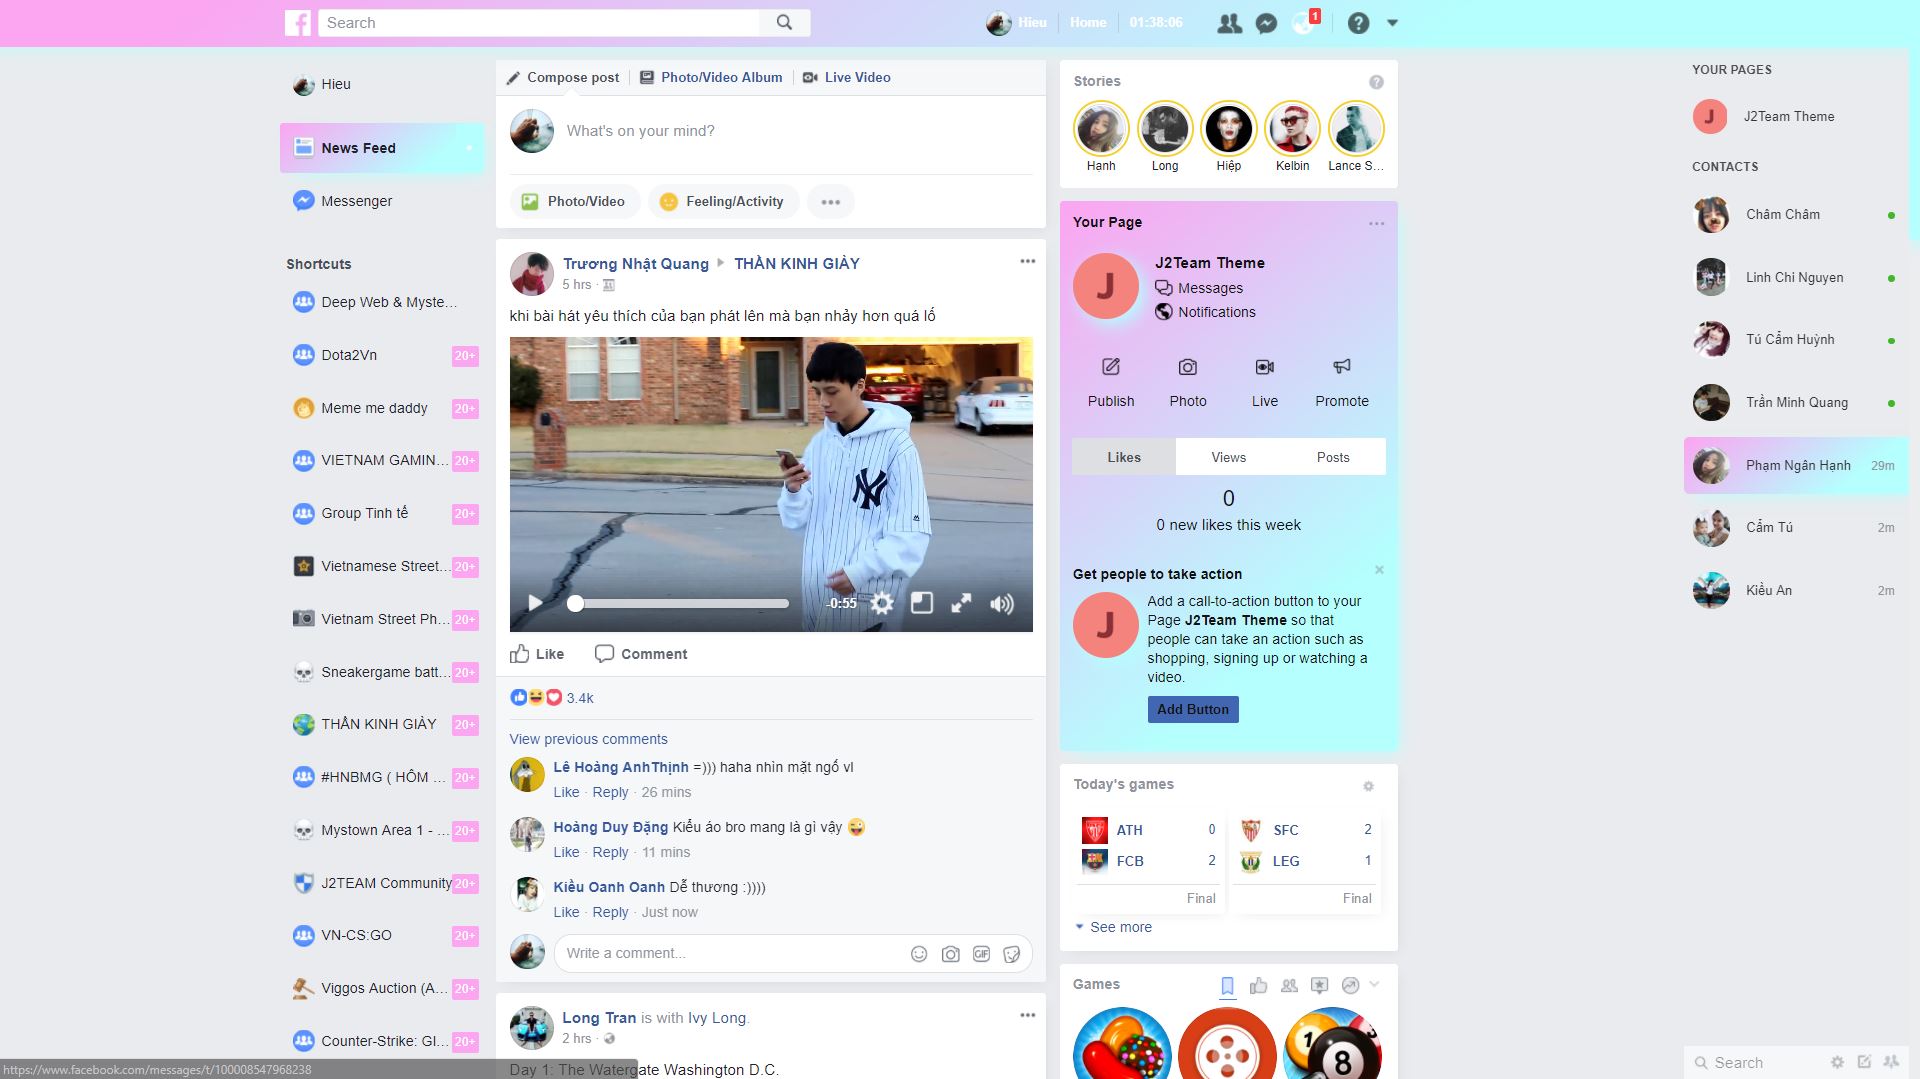 Search
Hieu
Home
01:38:06
1
Hieu
News Feed
Messenger
Shortcuts
Deep Web & Myste...
Dota2Vn 20+
Meme me daddy 20+
VIETNAM GAMIN... 20+
Group Tinh tế 20+
Vietnamese Street... 20+
Vietnam Street Ph... 20+
Sneakergame batt... 20+
THẦN KINH GIÀY 20+
#HNBMG ( HÔM ... 20+
Mystown Area 1 - ... 20+
J2TEAM Community 20+
VN-CS:GO 20+
Viggos Auction (A... 20+
Counter-Strike: Gl... 20+
https://www.facebook.com/messages/t/100008547968238
Compose post
Photo/Video Album
Live Video
What's on your mind?
Photo/Video
Feeling/Activity
Trương Nhật Quang
THẦN KINH GIÀY
5 hrs ·
khi bài hát yêu thích của bạn phát lên mà bạn nhảy hơn quá lố
NY
-0:55
Like
Comment
3.4k
View previous comments
Lê Hoàng AnhThịnh =))) haha nhìn mặt ngố vl
Like · Reply · 26 mins
Hoàng Duy Đặng Kiểu áo bro mang là gì vậy
Like · Reply · 11 mins
Kiều Oanh Oanh Dễ thương :))))
Like · Reply · Just now
Write a comment...
GIF
Long Tran is with Ivy Long.
2 hrs ·
Day 1: The Watergate Washington D.C.
Stories
Hạnh
Long
Hiệp
Kelbin
Lance S...
Your Page
J
J2Team Theme
Messages
Notifications
Publish
Photo
Live
Promote
Likes
Views
Posts
0
0 new likes this week
Get people to take action
J
Add a call-to-action button to your
Page J2Team Theme so that
people can take an action such as
shopping, signing up or watching a
video.
Add Button
Today's games
ATH 0
FCB 2
Final
SFC 2
LEG 1
Final
See more
Games
1
8
YOUR PAGES
J
J2Team Theme
CONTACTS
Châm Châm
Linh Chi Nguyen
Tú Cẩm Huỳnh
Trần Minh Quang
Phạm Ngân Hạnh 29m
Cẩm Tú 2m
Kiều An 2m
Search